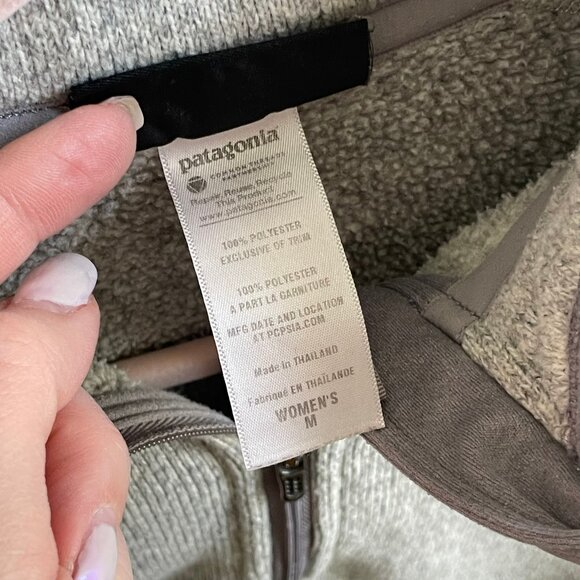 patagonia
COMMON THREADS
PARTNERSHIP
Repair, Reuse, Recycle
This Product
www.patagonia.com
100% POLYESTER
EXCLUSIVE OF TRIM
100% POLYESTER
A PART LA GARNITURE
MFG DATE AND LOCATION
AT PCPSIA.COM
Made in THAILAND
Fabriqué EN THAÏLANDE
WOMEN'S
M